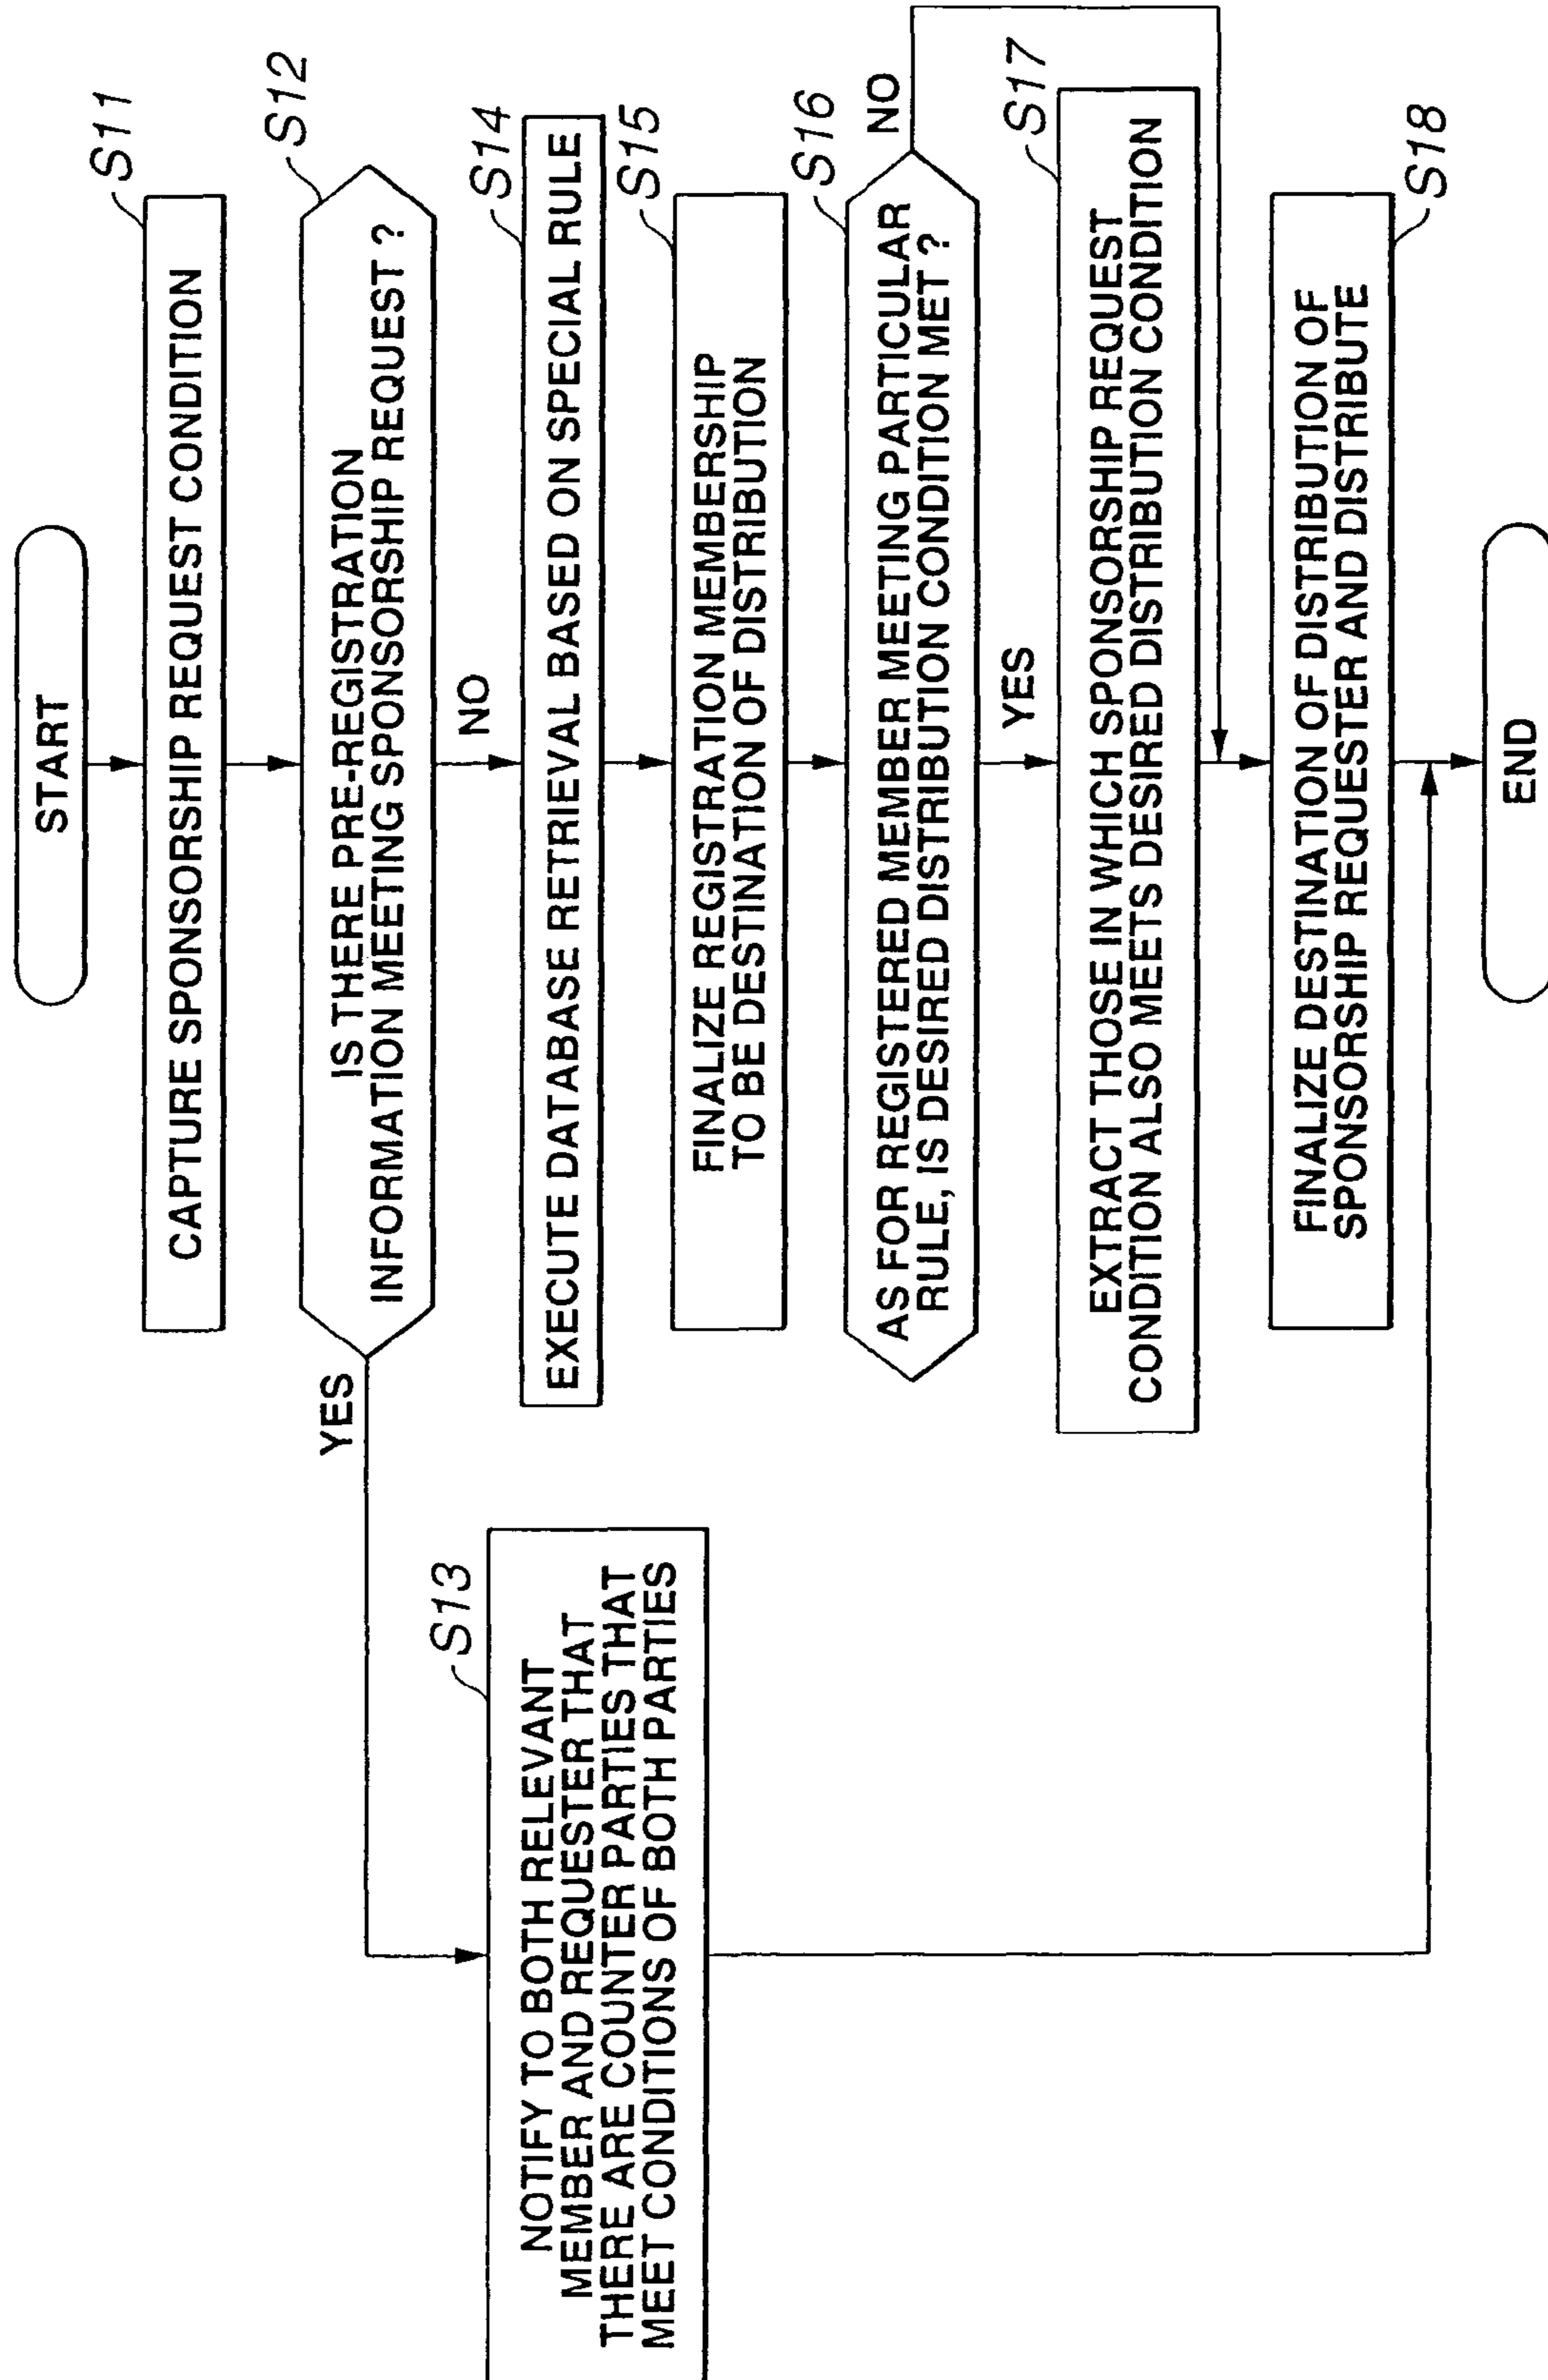 START
S11
CAPTURE SPONSORSHIP REQUEST CONDITION
S12
IS THERE PRE-REGISTRATION
INFORMATION MEETING SPONSORSHIP REQUEST ?
YES
NO
S13
NOTIFY TO BOTH RELEVANT
MEMBER AND REQUESTER THAT
THERE ARE COUNTER PARTIES THAT
MEET CONDITIONS OF BOTH PARTIES
S14
EXECUTE DATABASE RETRIEVAL BASED ON SPECIAL RULE
S15
FINALIZE REGISTRATION MEMBERSHIP
TO BE DESTINATION OF DISTRIBUTION
S16
AS FOR REGISTERED MEMBER MEETING PARTICULAR
RULE, IS DESIRED DISTRIBUTION CONDITION MET ?
NO
YES
S17
EXTRACT THOSE IN WHICH SPONSORSHIP REQUEST
CONDITION ALSO MEETS DESIRED DISTRIBUTION CONDITION
FINALIZE DESTINATION OF DISTRIBUTION OF
SPONSORSHIP REQUESTER AND DISTRIBUTE
S18
END